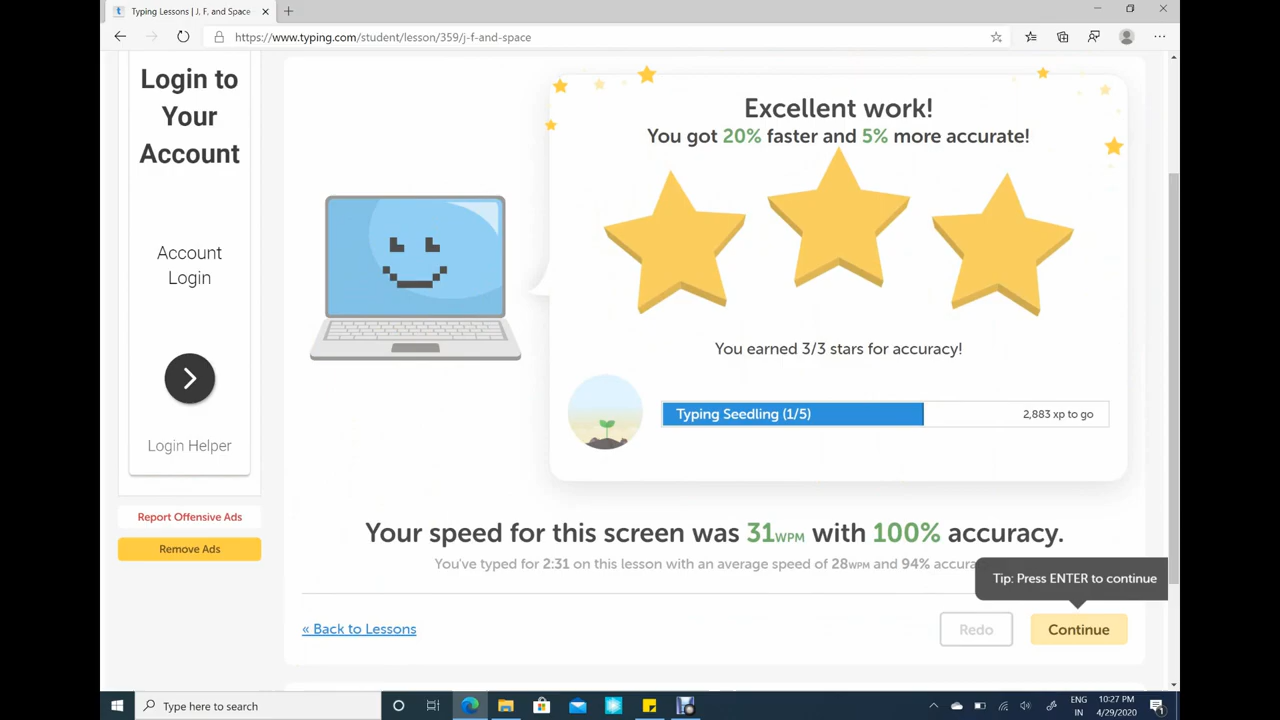 Typing Lessons | J, F, and Space
https://www.typing.com/student/lesson/359/j-f-and-space
Login to
Your
Account
Account
Login
Login Helper
Report Offensive Ads
Remove Ads
Excellent work!
You got 20% faster and 5% more accurate!
You earned 3/3 stars for accuracy!
Typing Seedling (1/5)
2,883 xp to go
Your speed for this screen was 31WPM with 100% accuracy.
You've typed for 2:31 on this lesson with an average speed of 28WPM and 94%
Tip: Press ENTER to continue
« Back to Lessons
Redo
Continue
Type here to search
ENG
IN
10:27 PM
4/29/2020
1